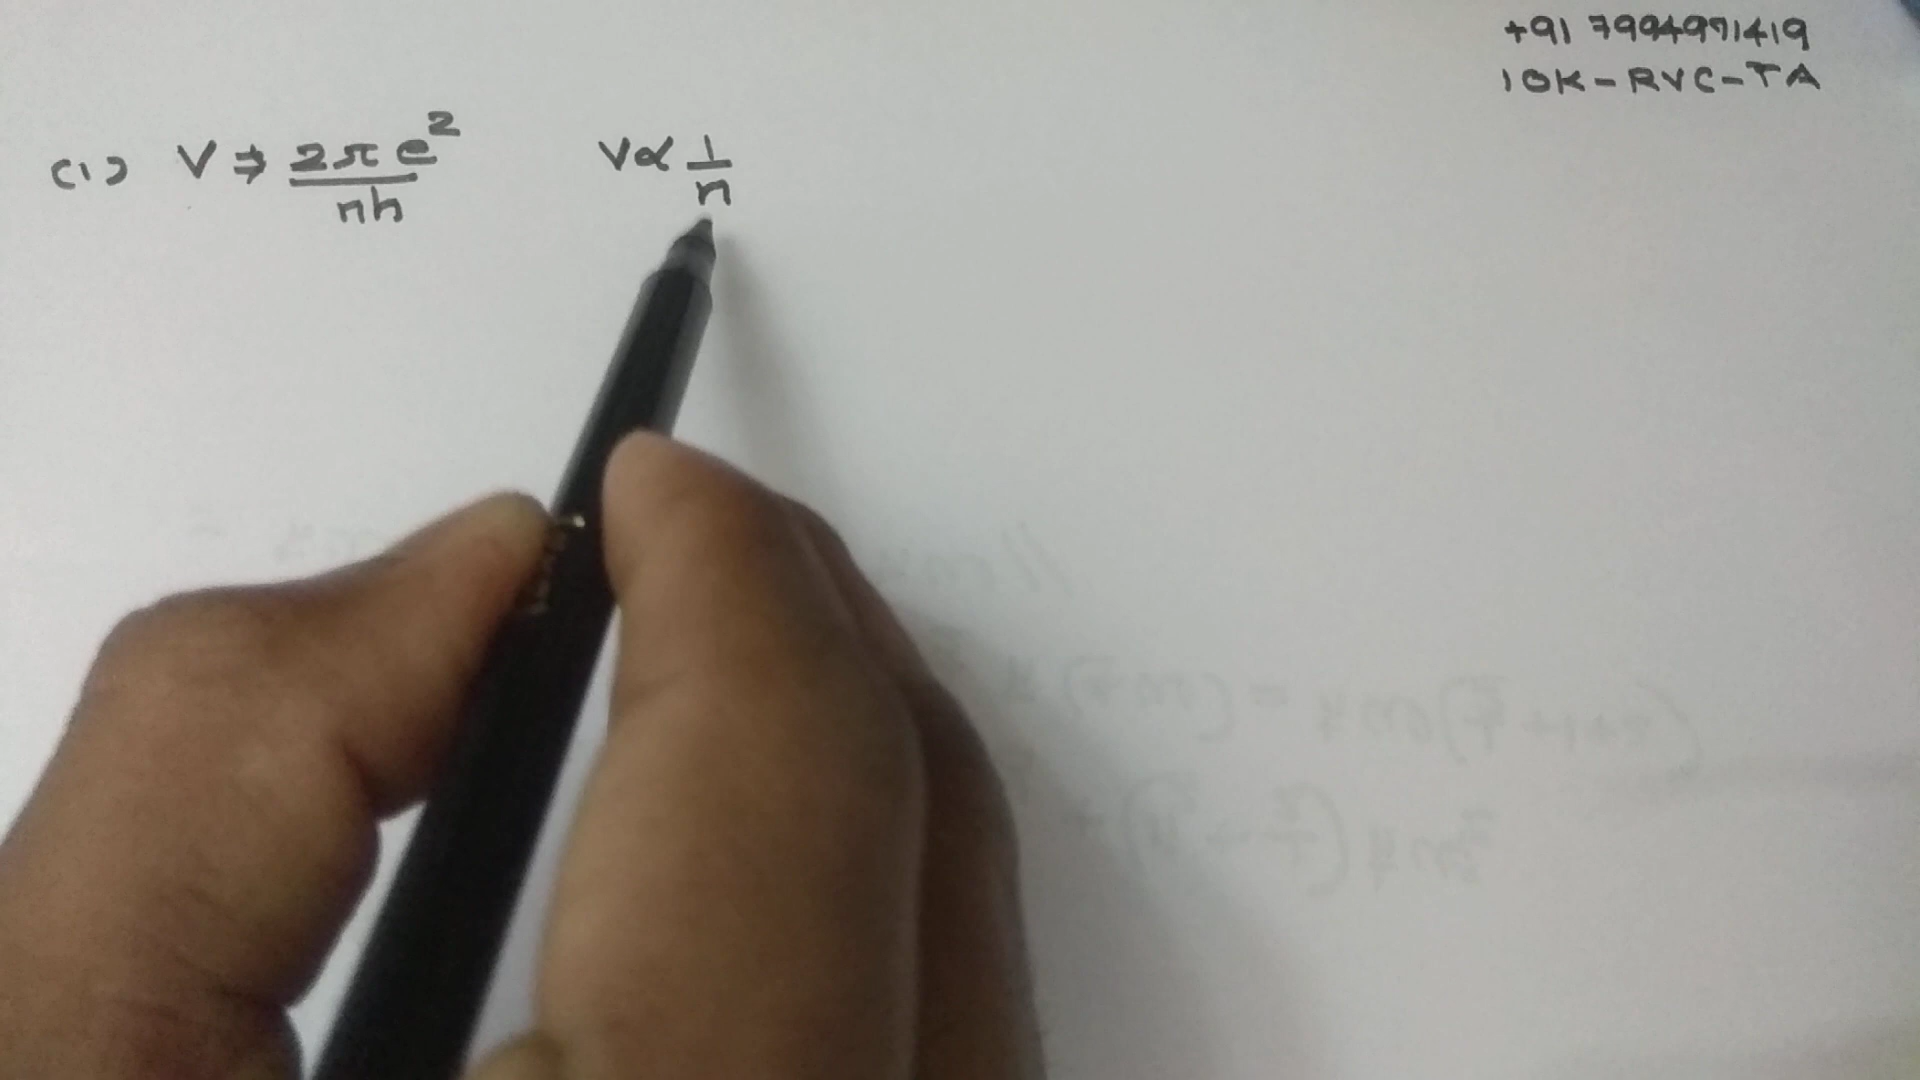 +91 7994971419
10K-RVC-TA
(1) V ⇒ 2πe²/nh V∝ 1/n